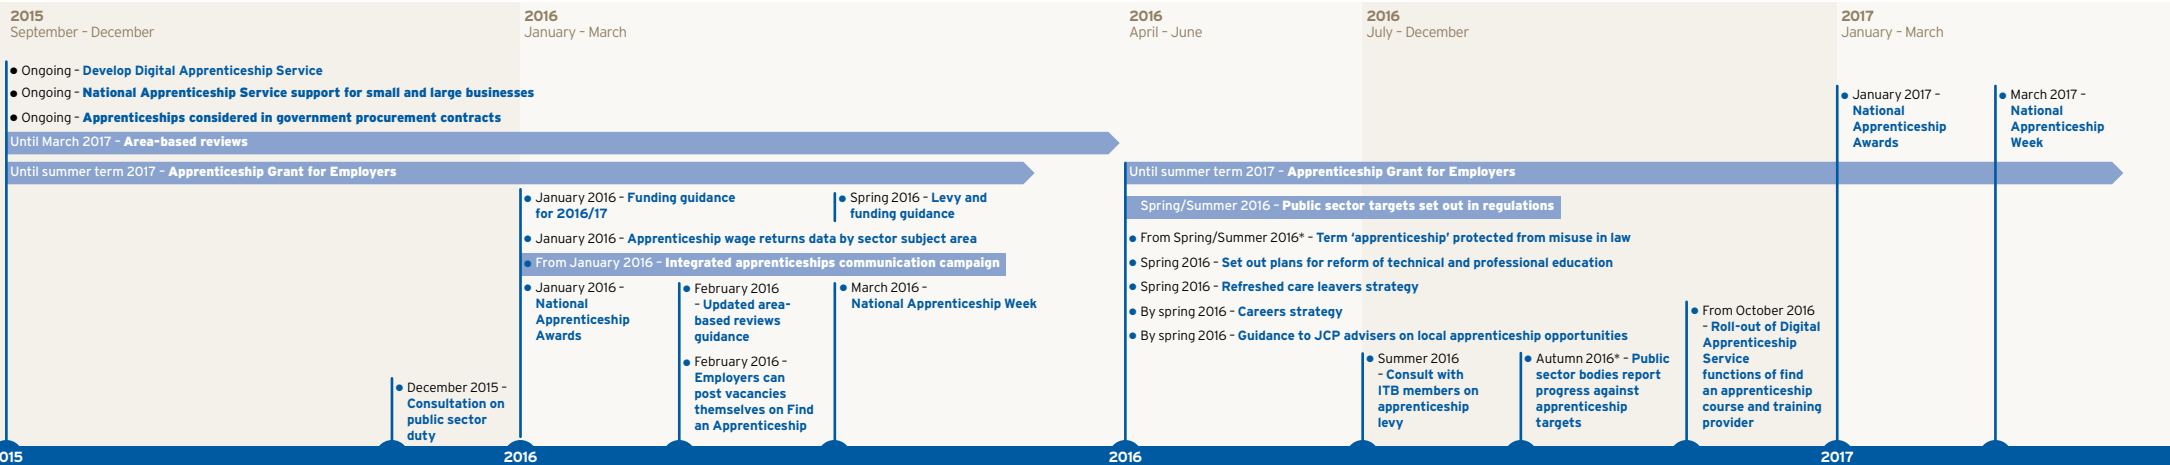 2015
September – December
2016
January – March
2016
April – June
2016
July – December
2017
January – March
Ongoing – Develop Digital Apprenticeship Service
Ongoing – National Apprenticeship Service support for small and large businesses
Ongoing – Apprenticeships considered in government procurement contracts
Until March 2017 – Area-based reviews
Until summer term 2017 – Apprenticeship Grant for Employers
December 2015 –
Consultation on
public sector
duty
January 2016 – Funding guidance
for 2016/17
Spring 2016 – Levy and
funding guidance
January 2016 – Apprenticeship wage returns data by sector subject area
From January 2016 – Integrated apprenticeships communication campaign
January 2016 –
National
Apprenticeship
Awards
February 2016
– Updated area-
based reviews
guidance
February 2016 –
Employers can
post vacancies
themselves on Find
an Apprenticeship
March 2016 –
National Apprenticeship Week
Until summer term 2017 – Apprenticeship Grant for Employers
Spring/Summer 2016 – Public sector targets set out in regulations
From Spring/Summer 2016* – Term ‘apprenticeship’ protected from misuse in law
Spring 2016 – Set out plans for reform of technical and professional education
Spring 2016 – Refreshed care leavers strategy
By spring 2016 – Careers strategy
By spring 2016 – Guidance to JCP advisers on local apprenticeship opportunities
Summer 2016
– Consult with
ITB members on
apprenticeship
levy
Autumn 2016* – Public
sector bodies report
progress against
apprenticeship
targets
From October 2016
– Roll-out of Digital
Apprenticeship
Service
functions of find
an apprenticeship
course and training
provider
January 2017 –
National
Apprenticeship
Awards
March 2017 –
National
Apprenticeship
Week
015
2016
2016
2017